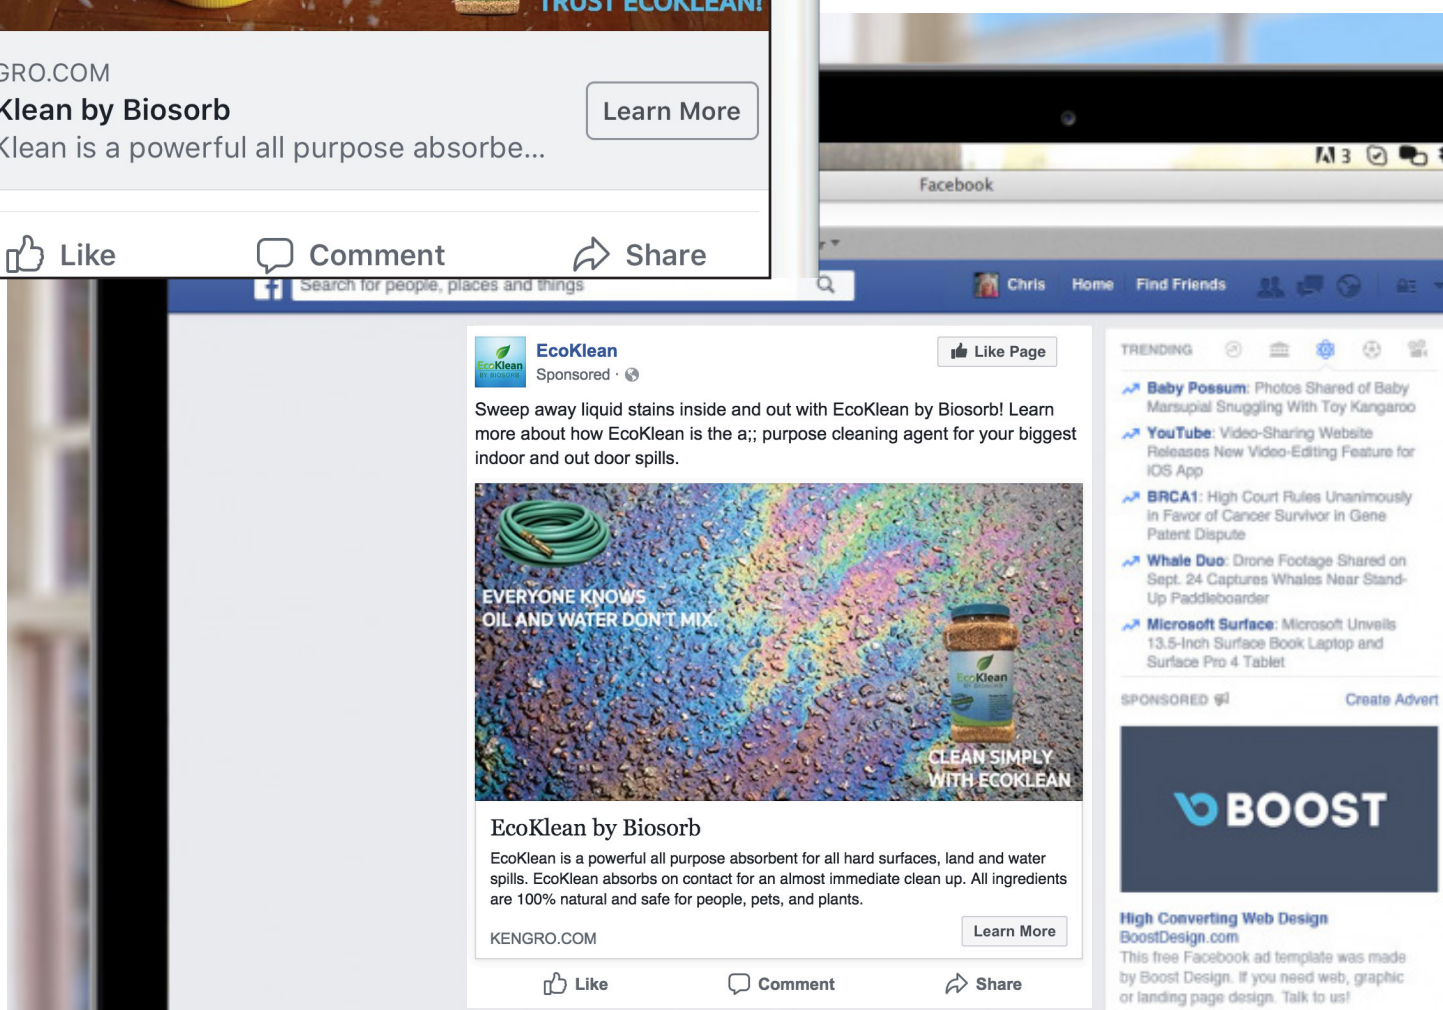 TRUST ECOKLEAN!
GRO.COM
Klean by Biosorb
Klean is a powerful all purpose absorbe...
Learn More
Like
Comment
Share
3
Facebook
Search for people, places and things
Chris
Home
Find Friends
EcoKlean
Sponsored ·
Like Page
Sweep away liquid stains inside and out with EcoKlean by Biosorb! Learn
more about how EcoKlean is the a;; purpose cleaning agent for your biggest
indoor and out door spills.
EcoKlean
BY BIOSORB
EVERYONE KNOWS
OIL AND WATER DON'T MIX.
EcoKlean
BY BIOSORB
CLEAN SIMPLY
WITH ECOKLEAN
EcoKlean by Biosorb
EcoKlean is a powerful all purpose absorbent for all hard surfaces, land and water
spills. EcoKlean absorbs on contact for an almost immediate clean up. All ingredients
are 100% natural and safe for people, pets, and plants.
KENGRO.COM
Learn More
Like
Comment
Share
TRENDING
Baby Possum: Photos Shared of Baby
Marsupial Snuggling With Toy Kangaroo
YouTube: Video-Sharing Website
Releases New Video-Editing Feature for
iOS App
BRCA1: High Court Rules Unanimously
in Favor of Cancer Survivor in Gene
Patent Dispute
Whale Duo: Drone Footage Shared on
Sept. 24 Captures Whales Near Stand-
Up Paddleboarder
Microsoft Surface: Microsoft Unveils
13.5-Inch Surface Book Laptop and
Surface Pro 4 Tablet
SPONSORED
Create Advert
BOOST
High Converting Web Design
BoostDesign.com
This free Facebook ad template was made
by Boost Design. If you need web, graphic
or landing page design. Talk to us!